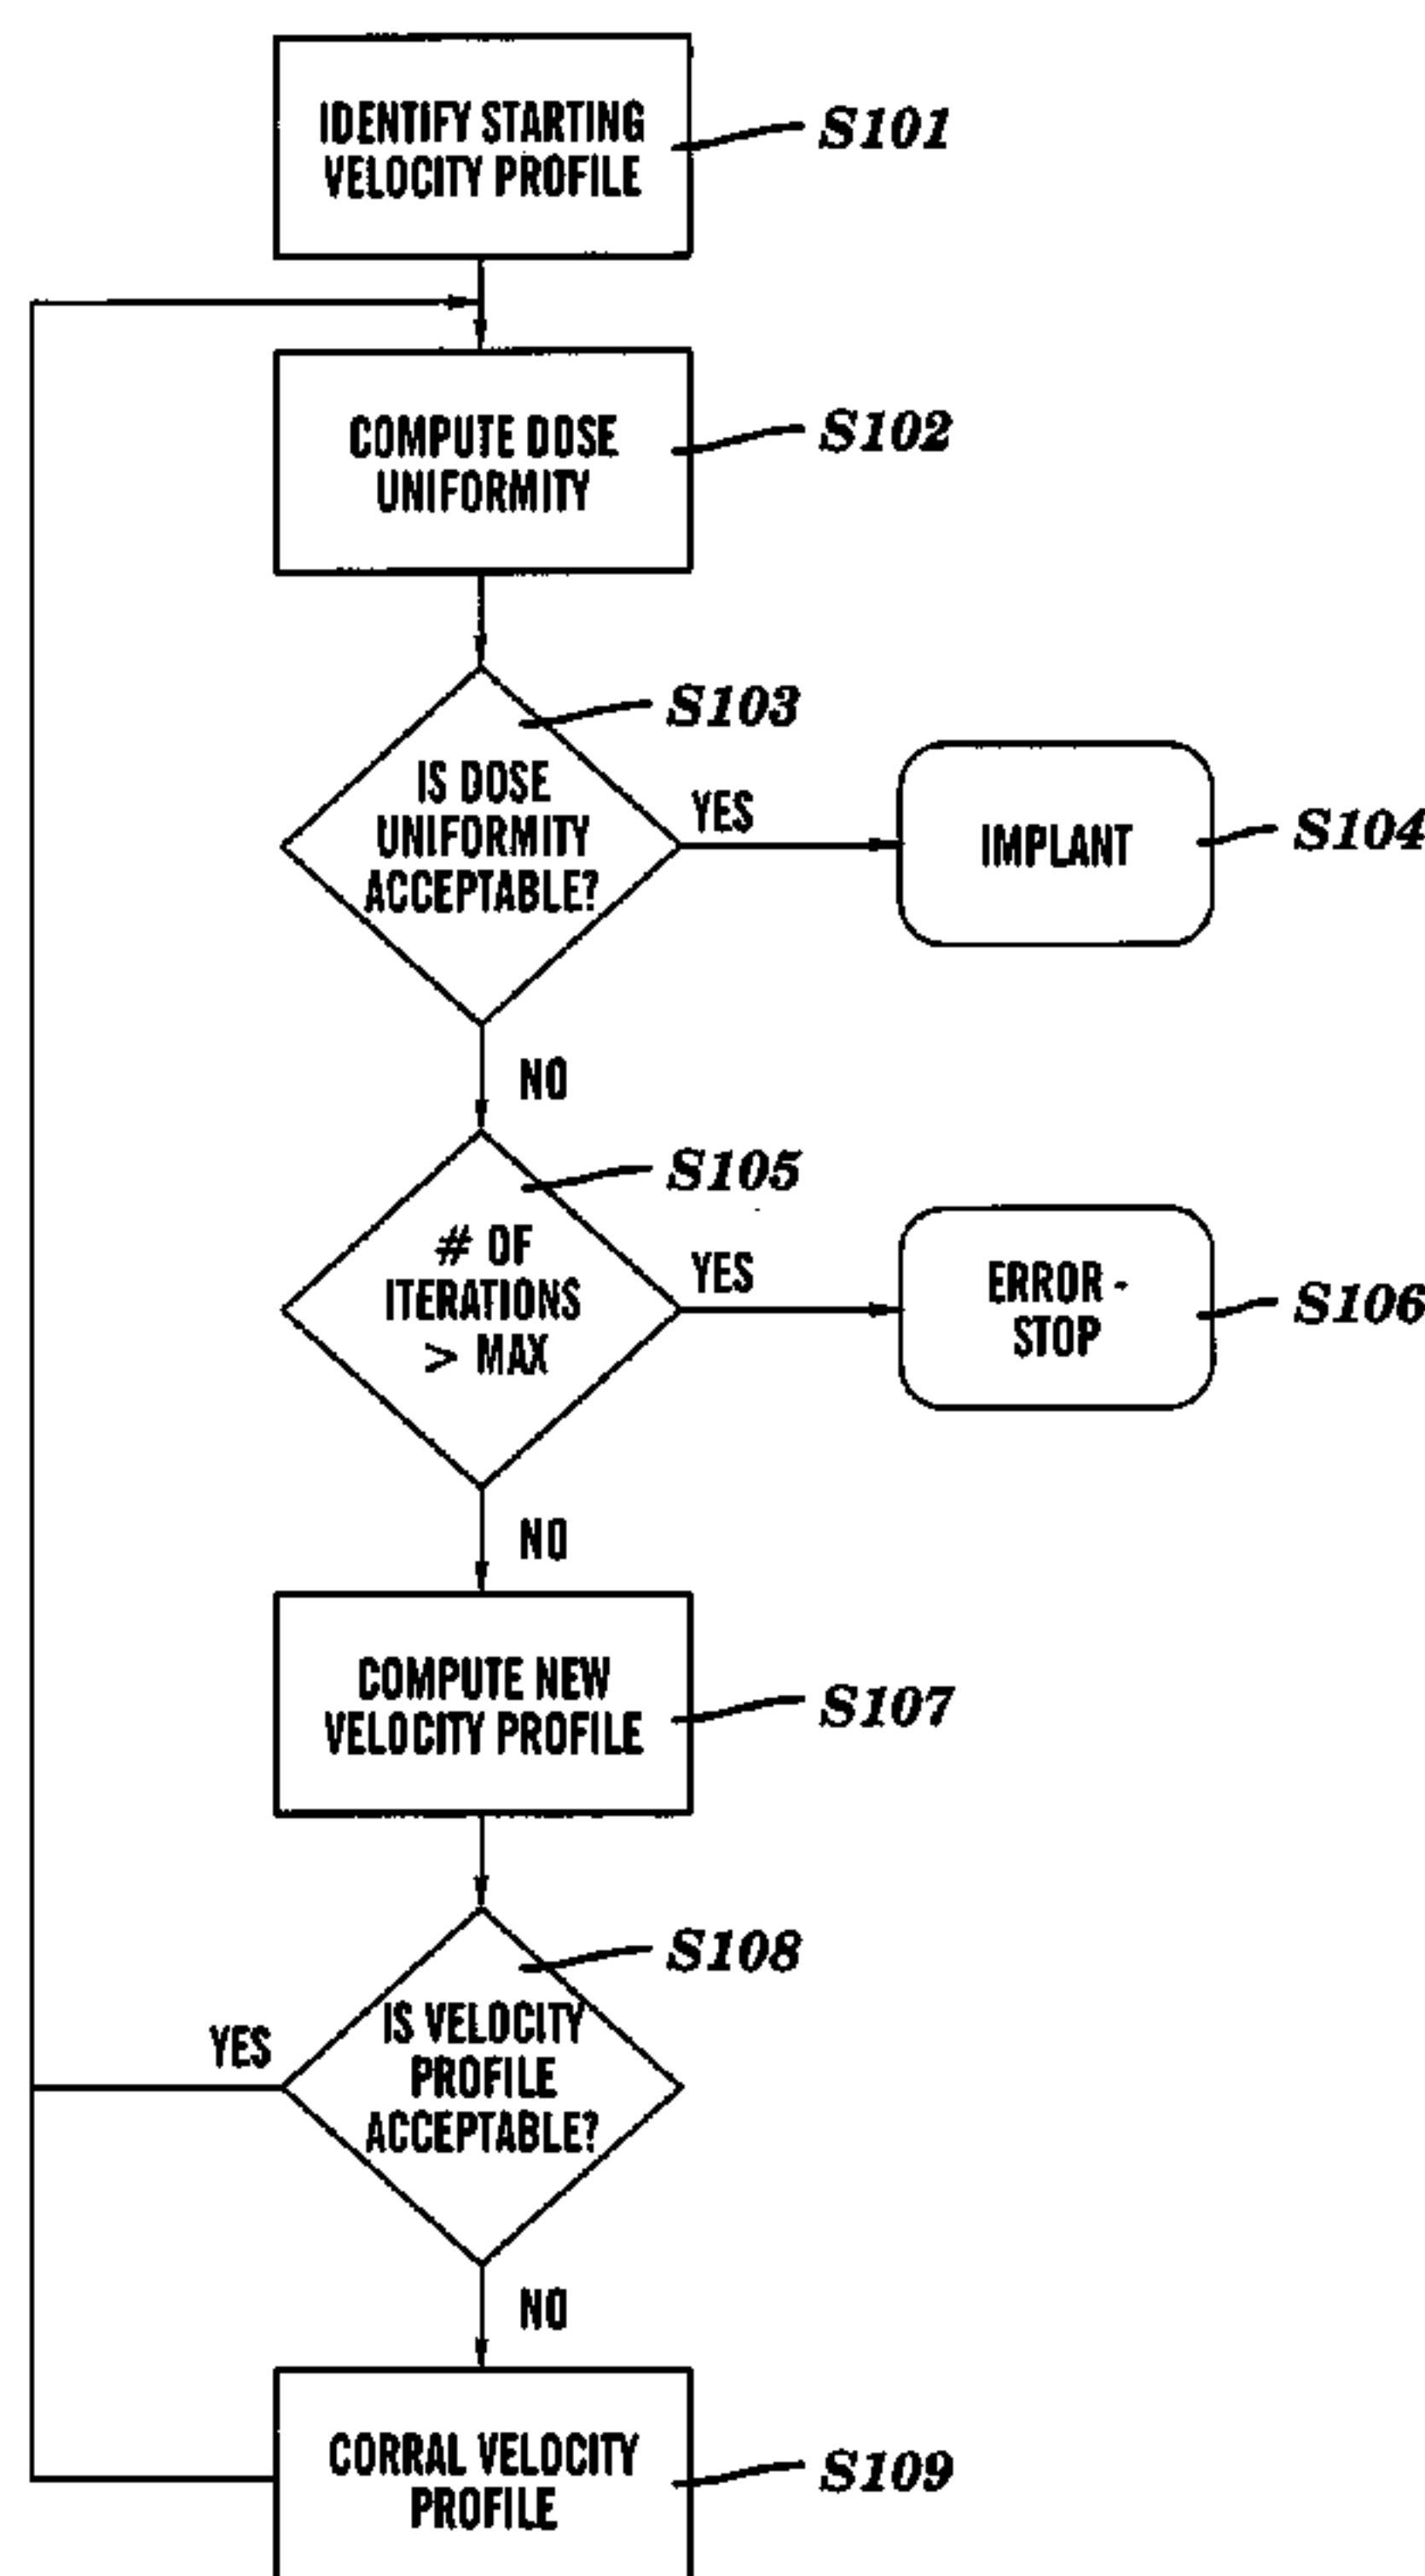 IDENTIFY STARTING
VELOCITY PROFILE
S101
COMPUTE DOSE
UNIFORMITY
S102
S103
IS DOSE
UNIFORMITY
ACCEPTABLE?
YES
IMPLANT
S104
NO
S105
# OF
ITERATIONS
> MAX
YES
ERROR -
STOP
S106
NO
COMPUTE NEW
VELOCITY PROFILE
S107
S108
IS VELOCITY
PROFILE
ACCEPTABLE?
YES
NO
CORRAL VELOCITY
PROFILE
S109